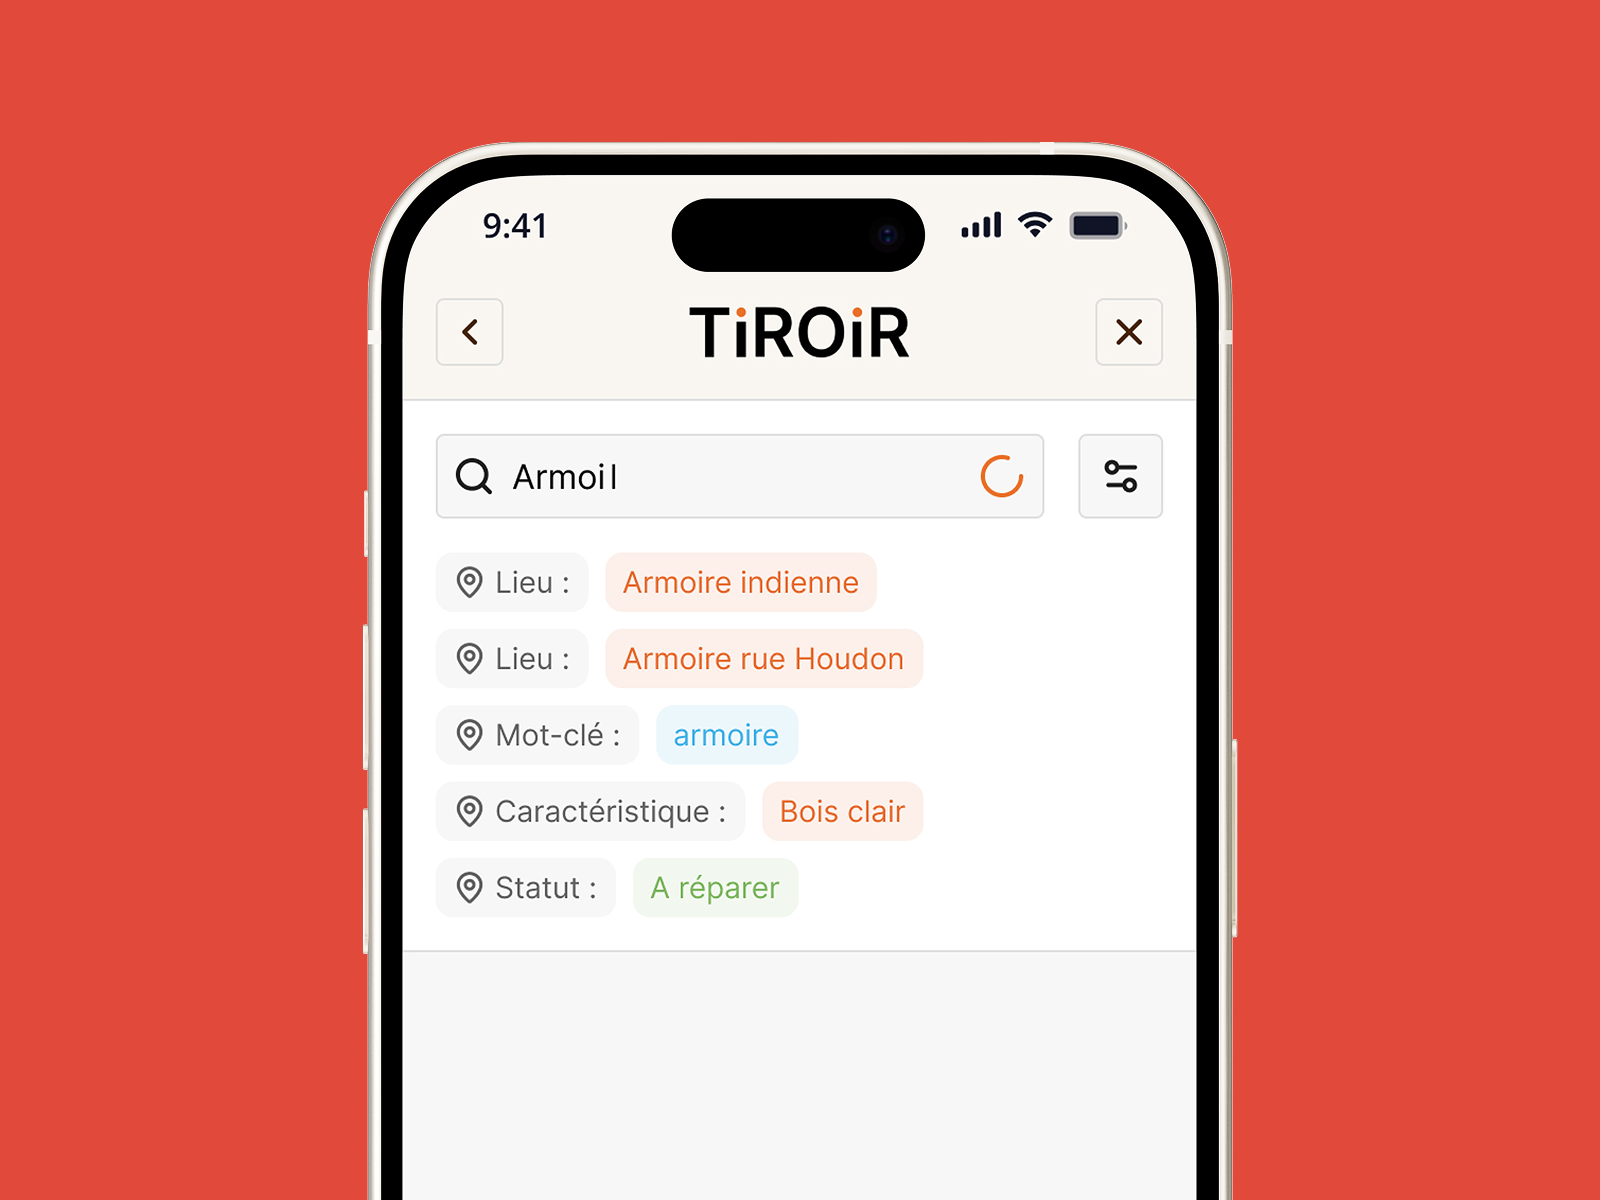 9:41
TiROiR
Armoi
Lieu : Armoire indienne
Lieu : Armoire rue Houdon
Mot-clé : armoire
Caractéristique : Bois clair
Statut : A réparer